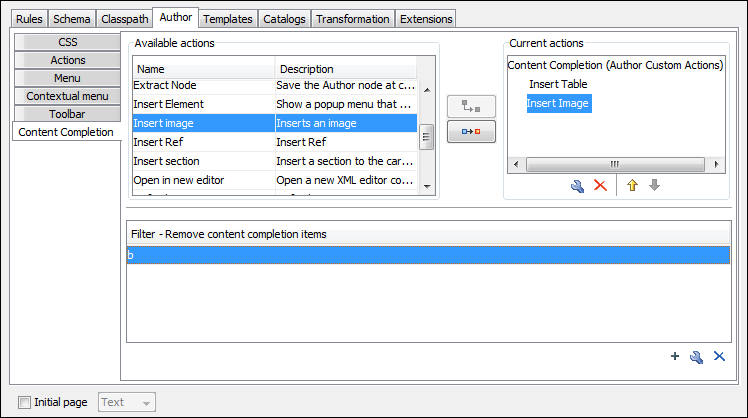 Rules Schema Classpath Author Templates Catalogs Transformation Extensions
CSS
Actions
Menu
Contextual menu
Toolbar
Content Completion
Available actions
Name Description
Extract Node Save the Author node at c...
Insert Element Show a popup menu that ...
Insert image Inserts an image
Insert Ref Insert Ref
Insert section Insert a section to the car...
Open in new editor Open a new XML editor co...
Current actions
Content Completion (Author Custom Actions)
Insert Table
Insert Image
Filter - Remove content completion items
b
Initial page Text